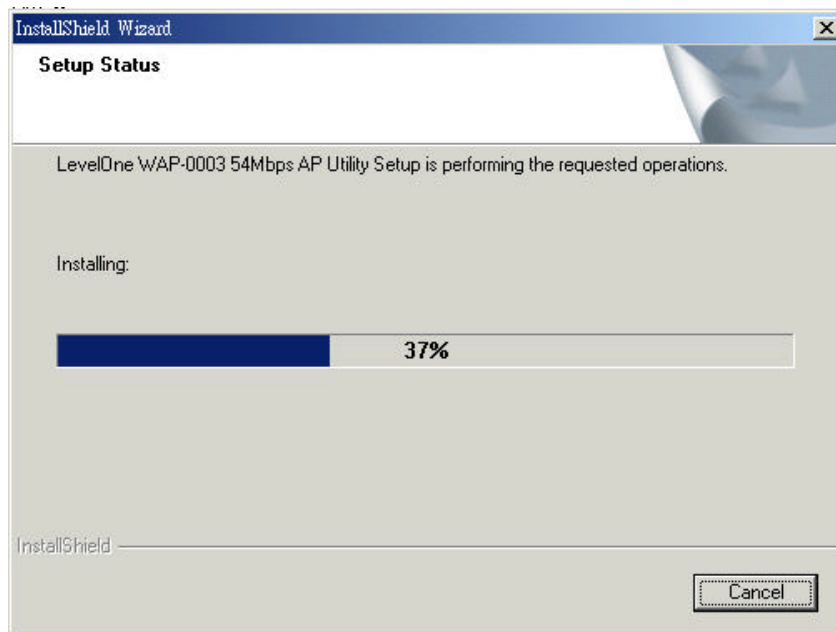 InstallShield Wizard
Setup Status
LevelOne WAP-0003 54Mbps AP Utility Setup is performing the requested operations.
Installing:
37%
InstallShield
Cancel